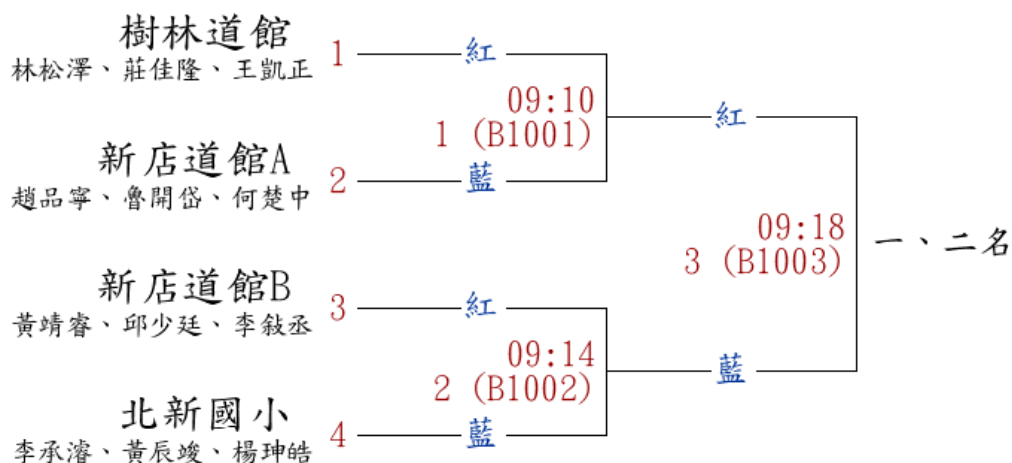 樹林道館
林松澤、莊佳隆、王凱正
1
紅
09:10
1 (B1001)
紅
新店道館A
趙品寧、魯開岱、何楚中
2
藍
09:18
3 (B1003)
一、二名
新店道館B
黃靖睿、邱少廷、李敍丞
3
紅
09:14
2 (B1002)
藍
北新國小
李承濬、黃辰竣、楊珅皓
4
藍